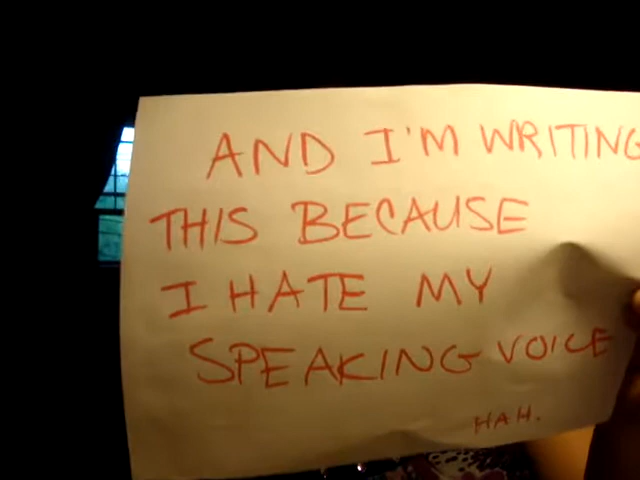 AND I'M WRITING
THIS BECAUSE
I HATE MY
SPEAKING VOICE
HAH.